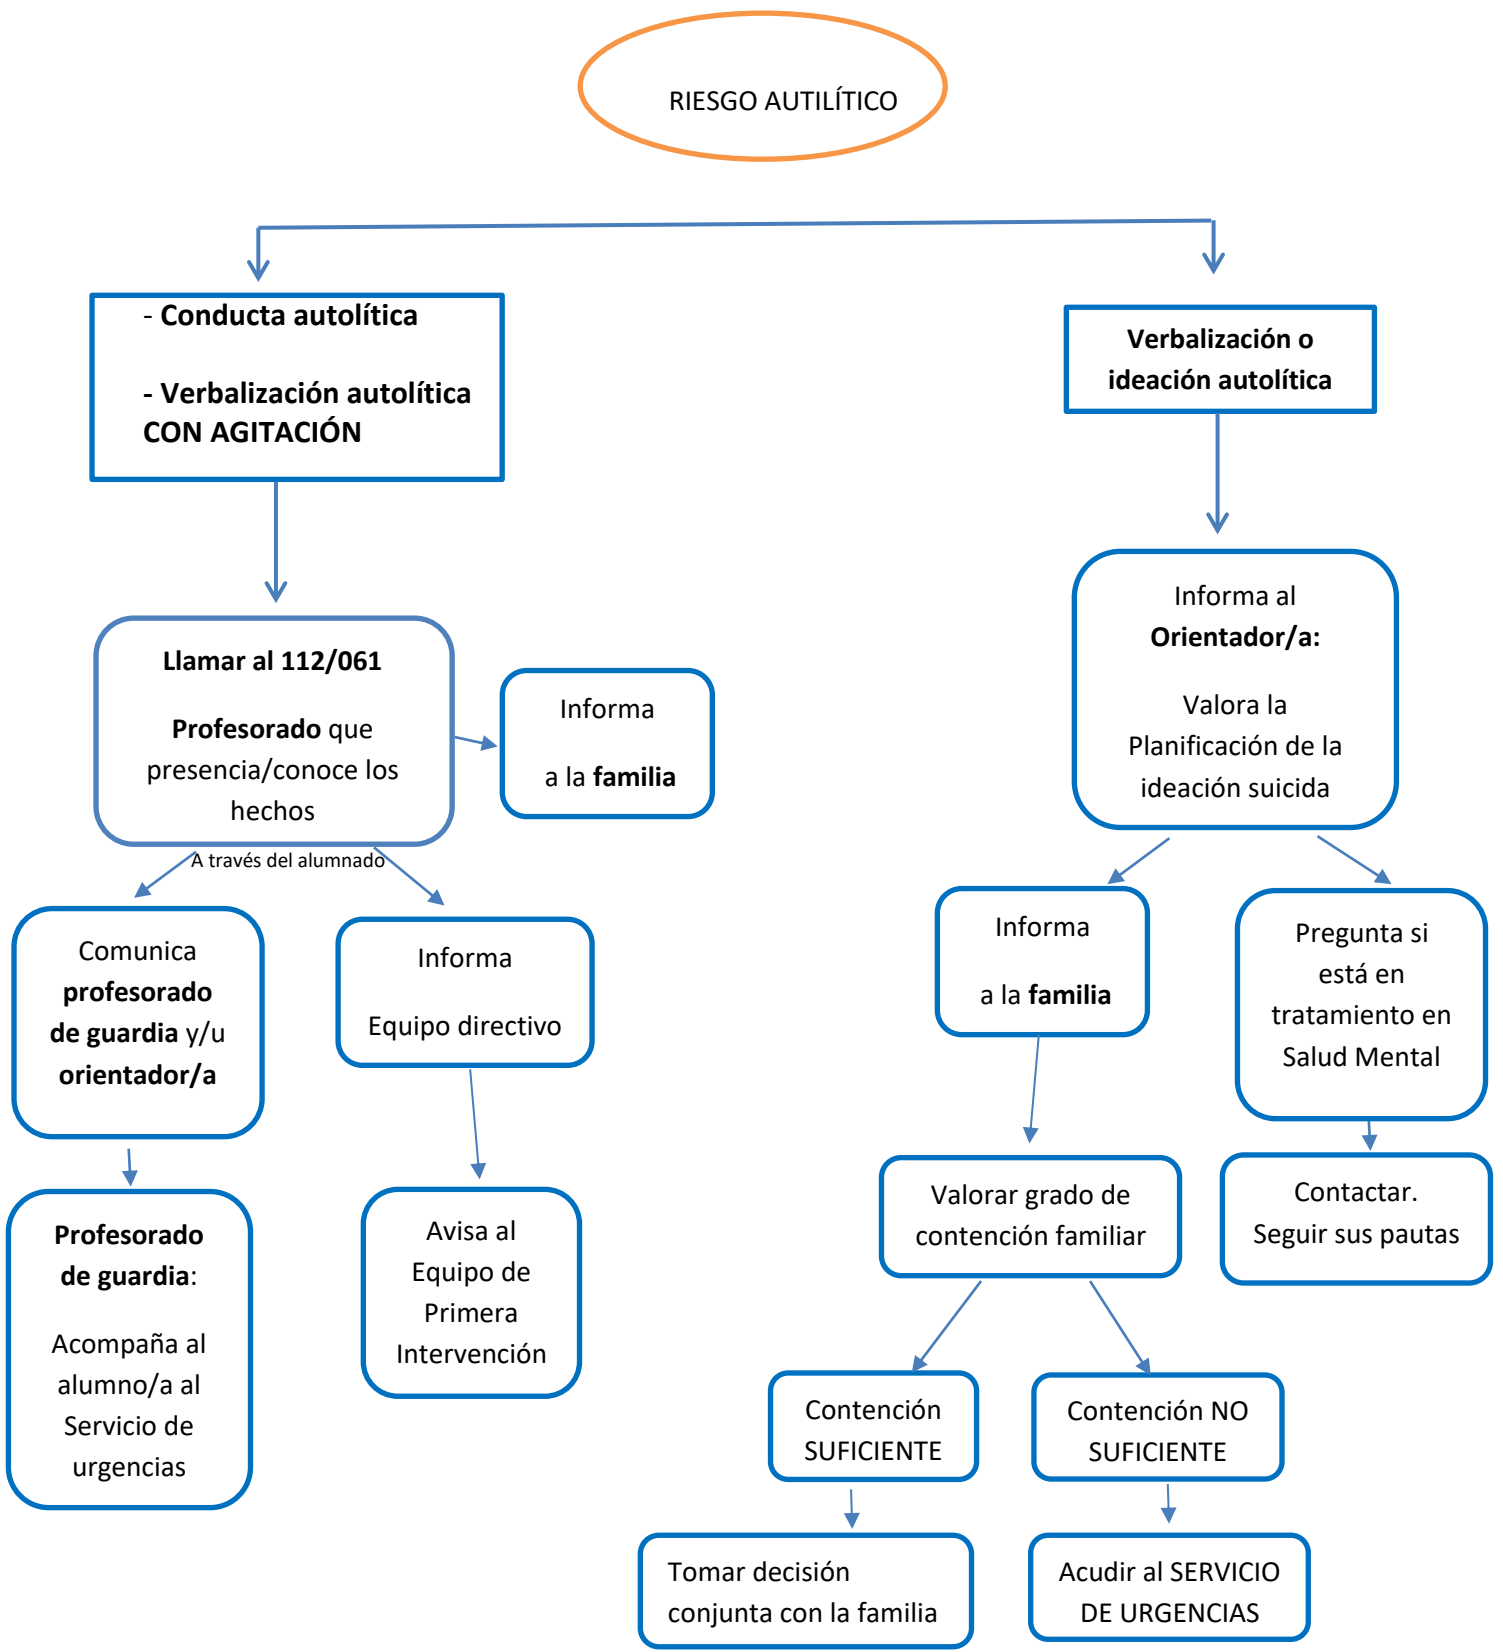 RIESGO AUTILÍTICO
- Conducta autolítica
- Verbalización autolítica
CON AGITACIÓN
Verbalización o
ideación autolítica
Llamar al 112/061
Profesorado que
presencia/conoce los
hechos
Informa
a la familia
A través del alumnado
Comunica
profesorado
de guardia y/u
orientador/a
Informa
Equipo directivo
Profesorado
de guardia:
Acompaña al
alumno/a al
Servicio de
urgencias
Avisa al
Equipo de
Primera
Intervención
Informa al
Orientador/a:
Valora la
Planificación de la
ideación suicida
Informa
a la familia
Pregunta si
está en
tratamiento en
Salud Mental
Valorar grado de
contención familiar
Contactar.
Seguir sus pautas
Contención
SUFICIENTE
Contención NO
SUFICIENTE
Tomar decisión
conjunta con la familia
Acudir al SERVICIO
DE URGENCIAS